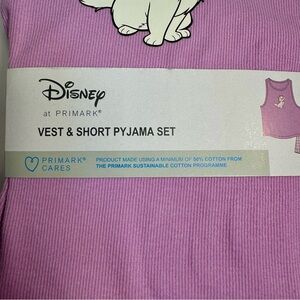 Disney
at PRIMARK®
VEST & SHORT PYJAMA SET
PRIMARK®
CARES
PRODUCT MADE USING A MINIMUM OF 50% COTTON FROM
THE PRIMARK SUSTAINABLE COTTON PROGRAMME